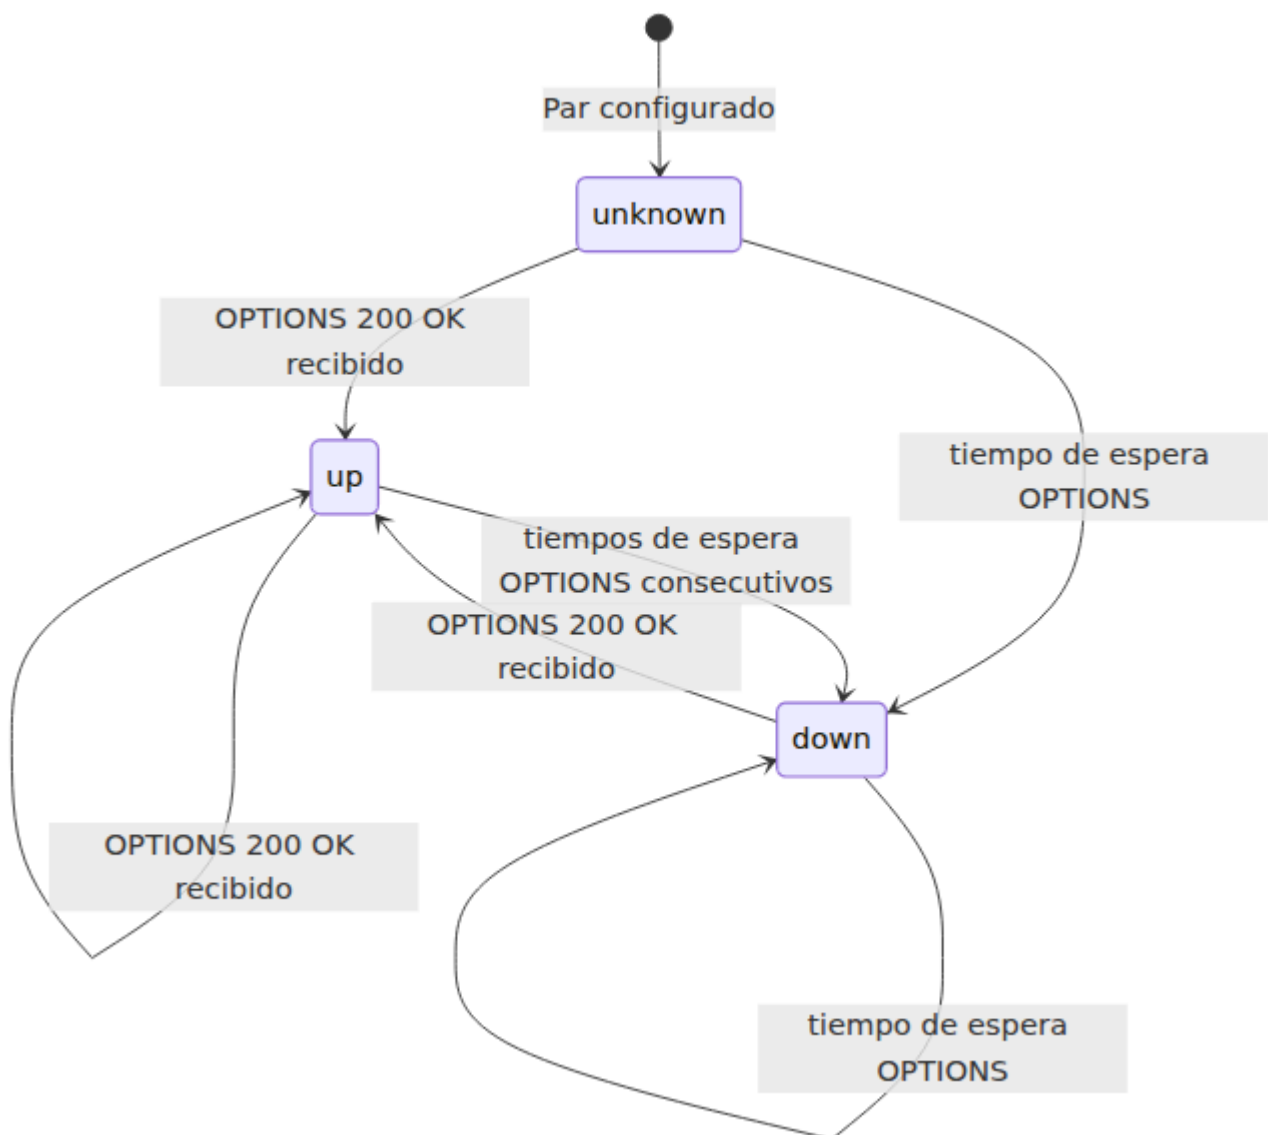 Par configurado
unknown
OPTIONS 200 OK
recibido
tiempo de espera
OPTIONS
up
tiempos de espera
OPTIONS consecutivos
OPTIONS 200 OK
recibido
down
OPTIONS 200 OK
recibido
tiempo de espera
OPTIONS